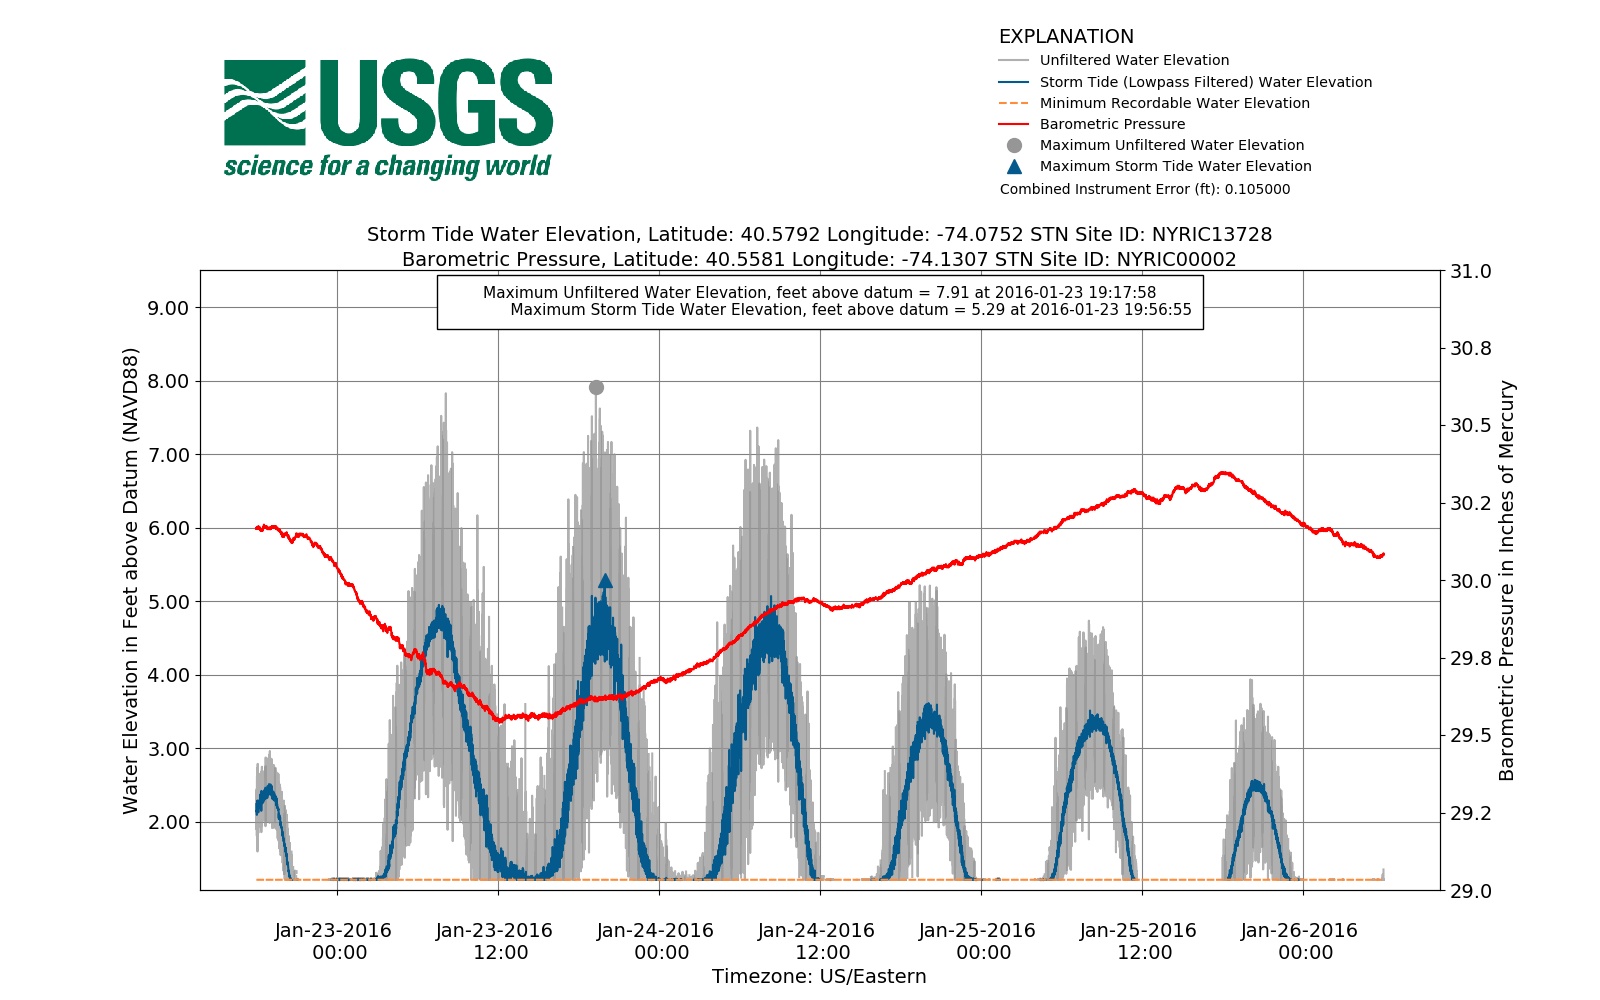 USGS
science for a changing world
EXPLANATION
Unfiltered Water Elevation
Storm Tide (Lowpass Filtered) Water Elevation
Minimum Recordable Water Elevation
Barometric Pressure
Maximum Unfiltered Water Elevation
Maximum Storm Tide Water Elevation
Combined Instrument Error (ft): 0.105000
Storm Tide Water Elevation, Latitude: 40.5792 Longitude: -74.0752 STN Site ID: NYRIC13728
Barometric Pressure, Latitude: 40.5581 Longitude: -74.1307 STN Site ID: NYRIC00002
Maximum Unfiltered Water Elevation, feet above datum = 7.91 at 2016-01-23 19:17:58
Maximum Storm Tide Water Elevation, feet above datum = 5.29 at 2016-01-23 19:56:55
Water Elevation in Feet above Datum (NAVD88)
9.00
8.00
7.00
6.00
5.00
4.00
3.00
2.00
31.0
30.8
30.5
30.2
30.0
29.8
29.5
29.2
29.0
Barometric Pressure in Inches of Mercury
Jan-23-2016 Jan-23-2016 Jan-24-2016 Jan-24-2016 Jan-25-2016 Jan-25-2016 Jan-26-2016
00:00 12:00 00:00 12:00 00:00 12:00 00:00
Timezone: US/Eastern